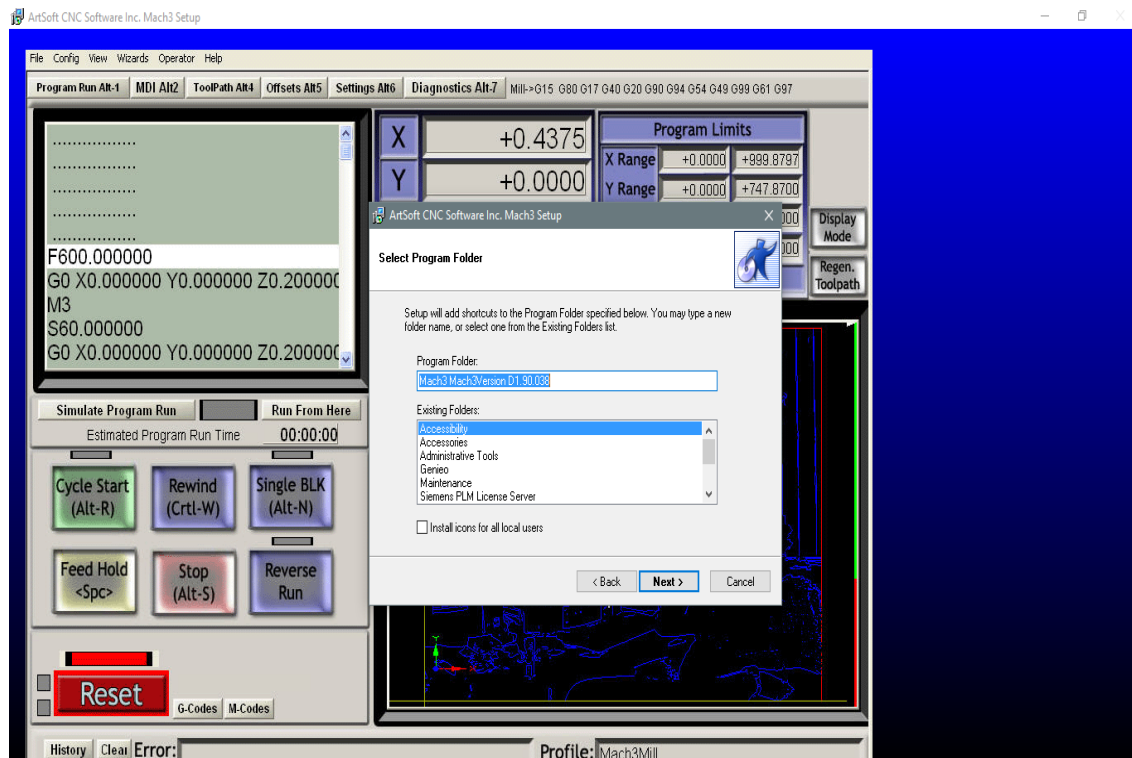 ArtSoft CNC Software Inc. Mach3 Setup
File Config View Wizards Operator Help
Program Run Alt-1 MDI Alt2 ToolPath Alt4 Offsets Alt5 Settings Alt6 Diagnostics Alt-7 Mill->G15 G80 G17 G40 G20 G90 G94 G54 G49 G99 G61 G97
.................
.................
.................
.................
.................
F600.000000
G0 X0.000000 Y0.000000 Z0.200000
M3
S60.000000
G0 X0.000000 Y0.000000 Z0.200000
X +0.4375
Y +0.0000
Program Limits
X Range +0.0000 +999.8797
Y Range +0.0000 +747.8700
000
000
Display
Mode
Regen.
Toolpath
ArtSoft CNC Software Inc. Mach3 Setup
Select Program Folder
Setup will add shortcuts to the Program Folder specified below. You may type a new
folder name, or select one from the Existing Folders list.
Program Folder:
Mach3 Mach3Version D1.90.038
Existing Folders:
Accessibility
Accessories
Administrative Tools
Genieo
Maintenance
Siemens PLM License Server
Install icons for all local users
< Back Next > Cancel
Simulate Program Run Run From Here
Estimated Program Run Time 00:00:00
Cycle Start
(Alt-R)
Rewind
(Crtl-W)
Single BLK
(Alt-N)
Feed Hold
<Spc>
Stop
(Alt-S)
Reverse
Run
Reset
G-Codes M-Codes
History Clear Error:
Profile: Mach3Mill